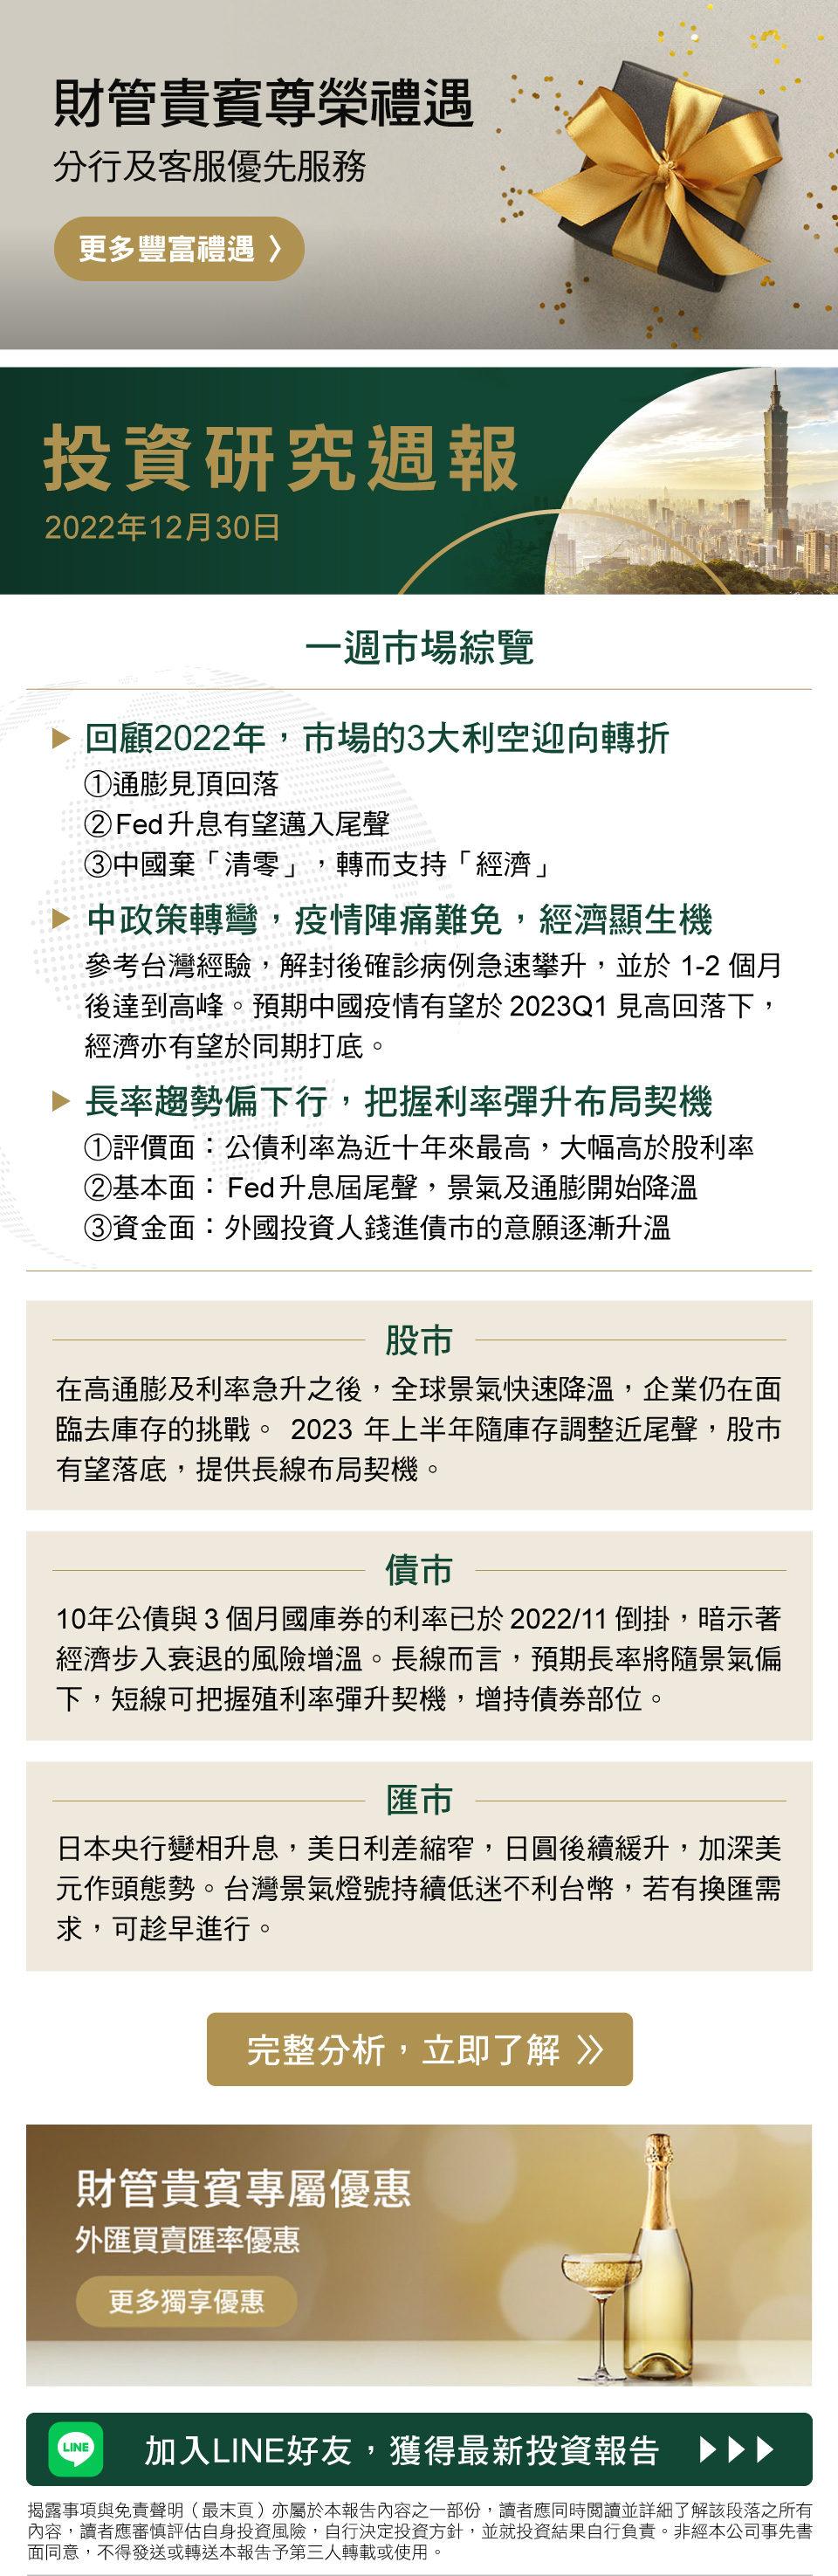 財管貴賓尊榮禮遇
分行及客服優先服務
更多豐富禮遇 〉
投資研究週報
2022年12月30日
一週市場綜覽
回顧2022年，市場的3大利空迎向轉折
①通膨見頂回落
②Fed升息有望邁入尾聲
③中國棄「清零」，轉而支持「經濟」
中政策轉彎，疫情陣痛難免，經濟顯生機
參考台灣經驗，解封後確診病例急速攀升，並於 1-2 個月
後達到高峰。預期中國疫情有望於 2023Q1 見高回落下，
經濟亦有望於同期打底。
長率趨勢偏下行，把握利率彈升布局契機
①評價面：公債利率為近十年來最高，大幅高於股利率
②基本面：Fed升息屆尾聲，景氣及通膨開始降溫
③資金面：外國投資人錢進債市的意願逐漸升溫
股市
在高通膨及利率急升之後，全球景氣快速降溫，企業仍在面
臨去庫存的挑戰。 2023 年上半年隨庫存調整近尾聲，股市
有望落底，提供長線布局契機。
債市
10年公債與 3 個月國庫券的利率已於 2022/11 倒掛，暗示著
經濟步入衰退的風險增溫。長線而言，預期長率將隨景氣偏
下，短線可把握殖利率彈升契機，增持債券部位。
匯市
日本央行變相升息，美日利差縮窄，日圓後續緩升，加深美
元作頭態勢。台灣景氣燈號持續低迷不利台幣，若有換匯需
求，可趁早進行。
完整分析，立即了解 》
財管貴賓專屬優惠
外匯買賣匯率優惠
更多獨享優惠
LINE
加入LINE好友，獲得最新投資報告 ▶▶▶
揭露事項與免責聲明（最末頁）亦屬於本報告內容之一部份，讀者應同時閱讀並詳細了解該段落之所有
內容，讀者應審慎評估自身投資風險，自行決定投資方針，並就投資結果自行負責。非經本公司事先書
面同意，不得發送或轉送本報告予第三人轉載或使用。